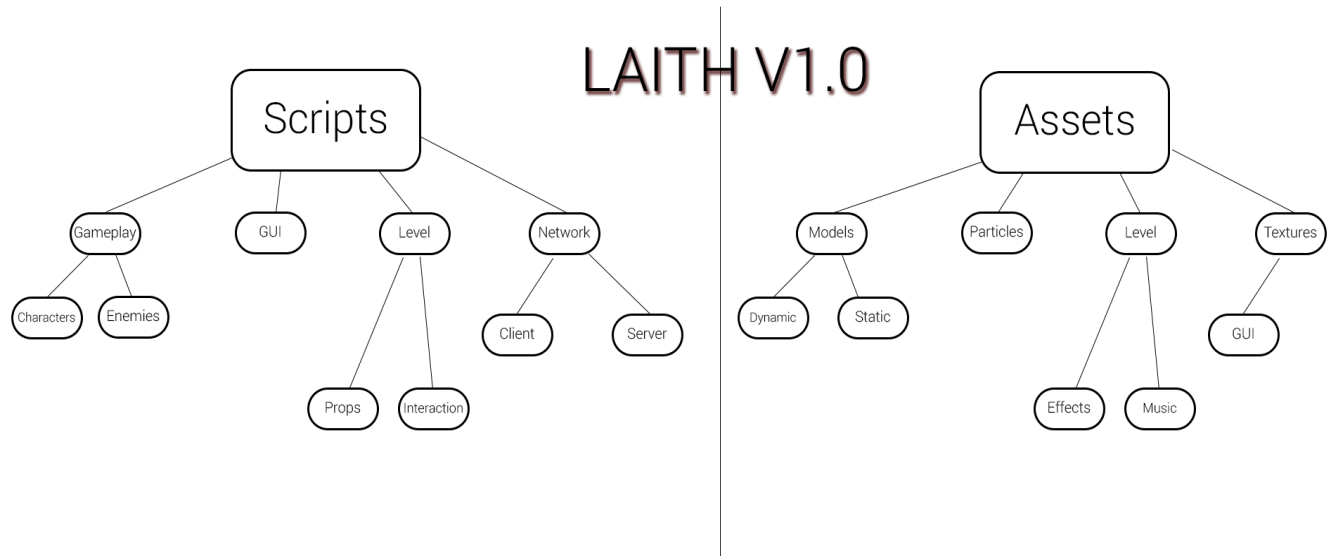 LAITH V1.0
Scripts
Gameplay
GUI
Level
Network
Characters
Enemies
Client
Server
Props
Interaction
Assets
Models
Particles
Level
Textures
Dynamic
Static
GUI
Effects
Music